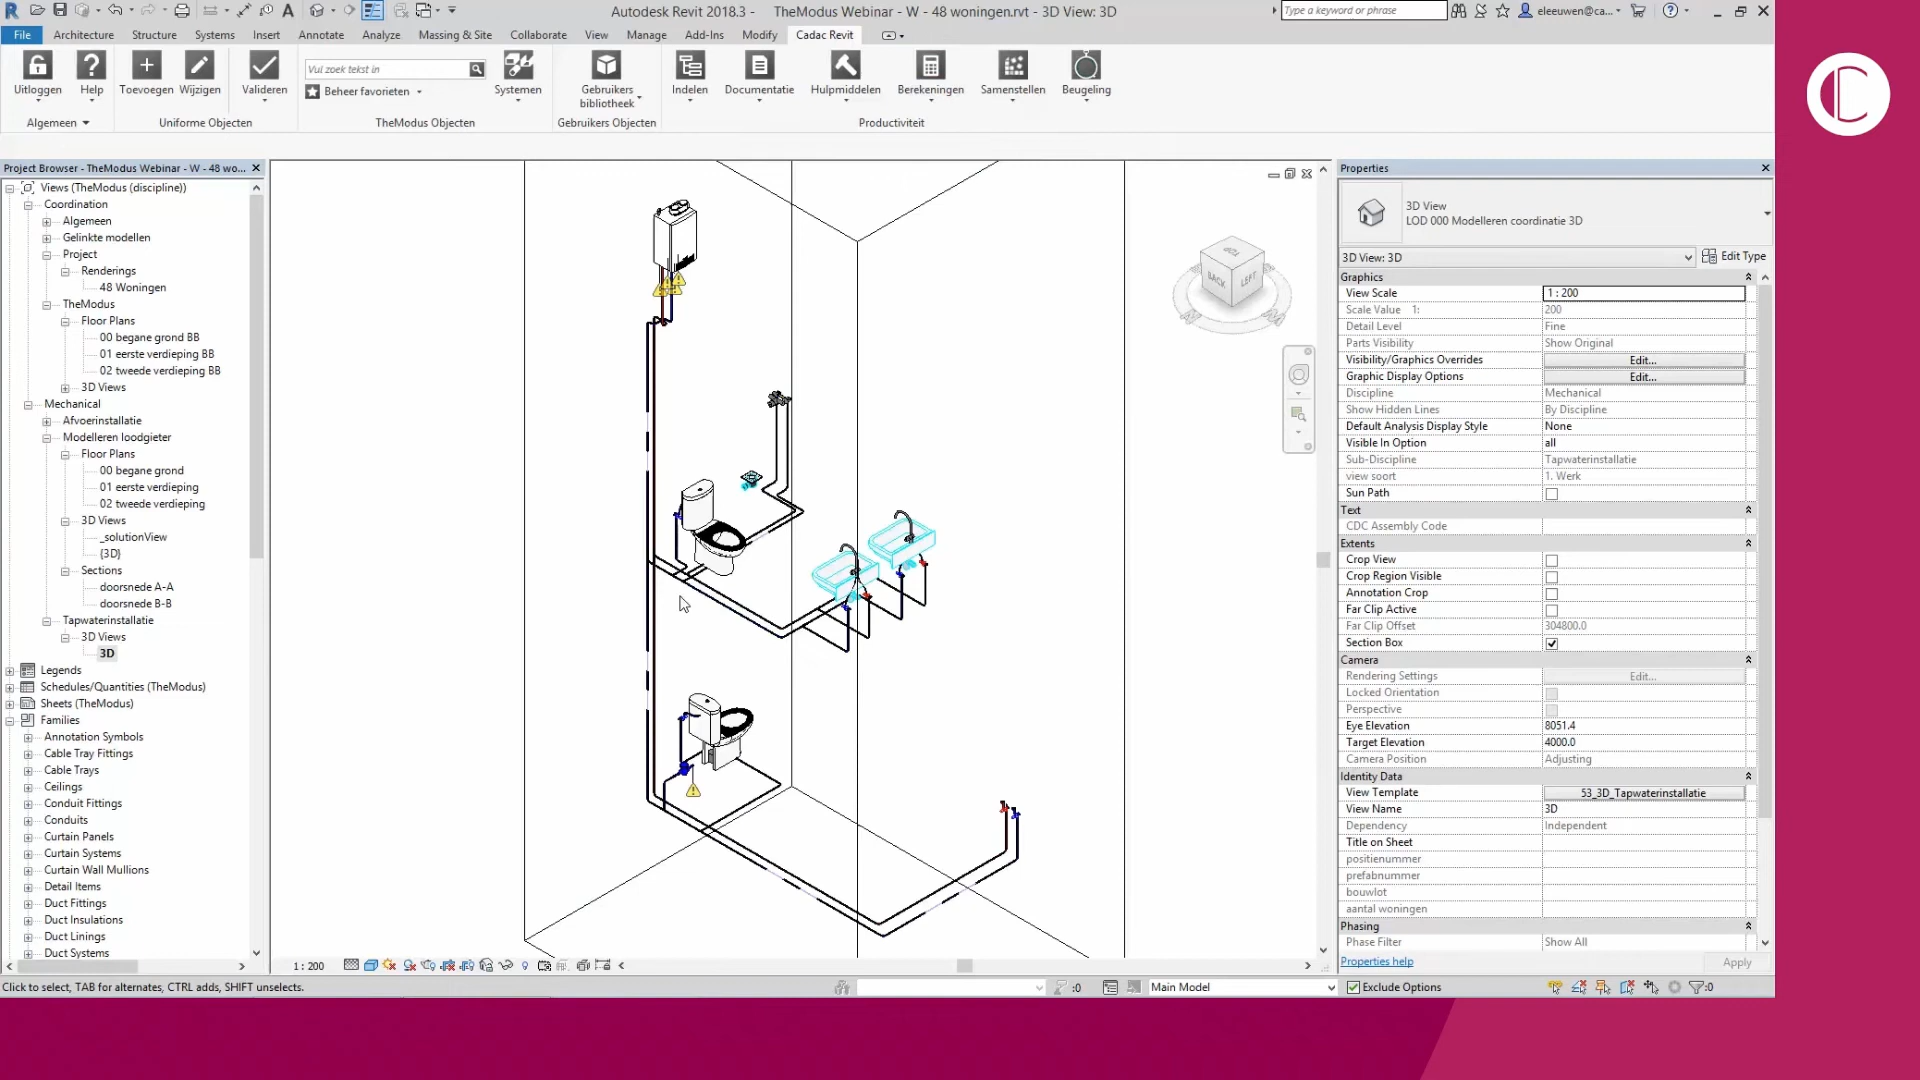 Autodesk Revit 2018.3 - TheModus Webinar - W - 48 woningen.rvt - 3D View: 3D
Type a keyword or phrase
eleeuwen@ca...
File Architecture Structure Systems Insert Annotate Analyze Massing & Site Collaborate View Manage Add-Ins Modify Cadac Revit
Uitloggen Help Toevoegen Wijzigen Valideren Vul zoek tekst in Beheer favorieten Systemen Gebruikers bibliotheek Indelen Documentatie Hulpmiddelen Berekeningen Samenstellen Beugeling
Algemeen Uniforme Objecten TheModus Objecten Gebruikers Objecten Productiviteit
Project Browser - TheModus Webinar - W - 48 wo...
Views (TheModus (discipline))
Coordination
Algemeen
Gelinkte modellen
Project
Renderings
48 Woningen
TheModus
Floor Plans
00 begane grond BB
01 eerste verdieping BB
02 tweede verdieping BB
3D Views
Mechanical
Afvoerinstallatie
Modelleren loodgieter
Floor Plans
00 begane grond
01 eerste verdieping
02 tweede verdieping
3D Views
_solutionView
{3D}
Sections
doorsnede A-A
doorsnede B-B
Tapwaterinstallatie
3D Views
3D
Legends
Schedules/Quantities (TheModus)
Sheets (TheModus)
Families
Annotation Symbols
Cable Tray Fittings
Cable Trays
Ceilings
Conduit Fittings
Conduits
Curtain Panels
Curtain Systems
Curtain Wall Mullions
Detail Items
Duct Fittings
Duct Insulations
Duct Linings
Duct Systems
TOP
BACK LEFT
1 : 200
Properties
3D View
LOD 000 Modelleren coordinatie 3D
3D View: 3D Edit Type
Graphics
View Scale 1 : 200
Scale Value 1: 200
Detail Level Fine
Parts Visibility Show Original
Visibility/Graphics Overrides Edit...
Graphic Display Options Edit...
Discipline Mechanical
Show Hidden Lines By Discipline
Default Analysis Display Style None
Visible In Option all
Sub-Discipline Tapwaterinstallatie
view soort 1. Werk
Sun Path
Text
CDC Assembly Code
Extents
Crop View
Crop Region Visible
Annotation Crop
Far Clip Active
Far Clip Offset 304800.0
Section Box
Camera
Rendering Settings Edit...
Locked Orientation
Perspective
Eye Elevation 8051.4
Target Elevation 4000.0
Camera Position Adjusting
Identity Data
View Template 53_3D_Tapwaterinstallatie
View Name 3D
Dependency Independent
Title on Sheet
positienummer
prefabnummer
bouwlot
aantal woningen
Phasing
Phase Filter Show All
Properties help Apply
Click to select, TAB for alternates, CTRL adds, SHIFT unselects. :0 Main Model Exclude Options :0